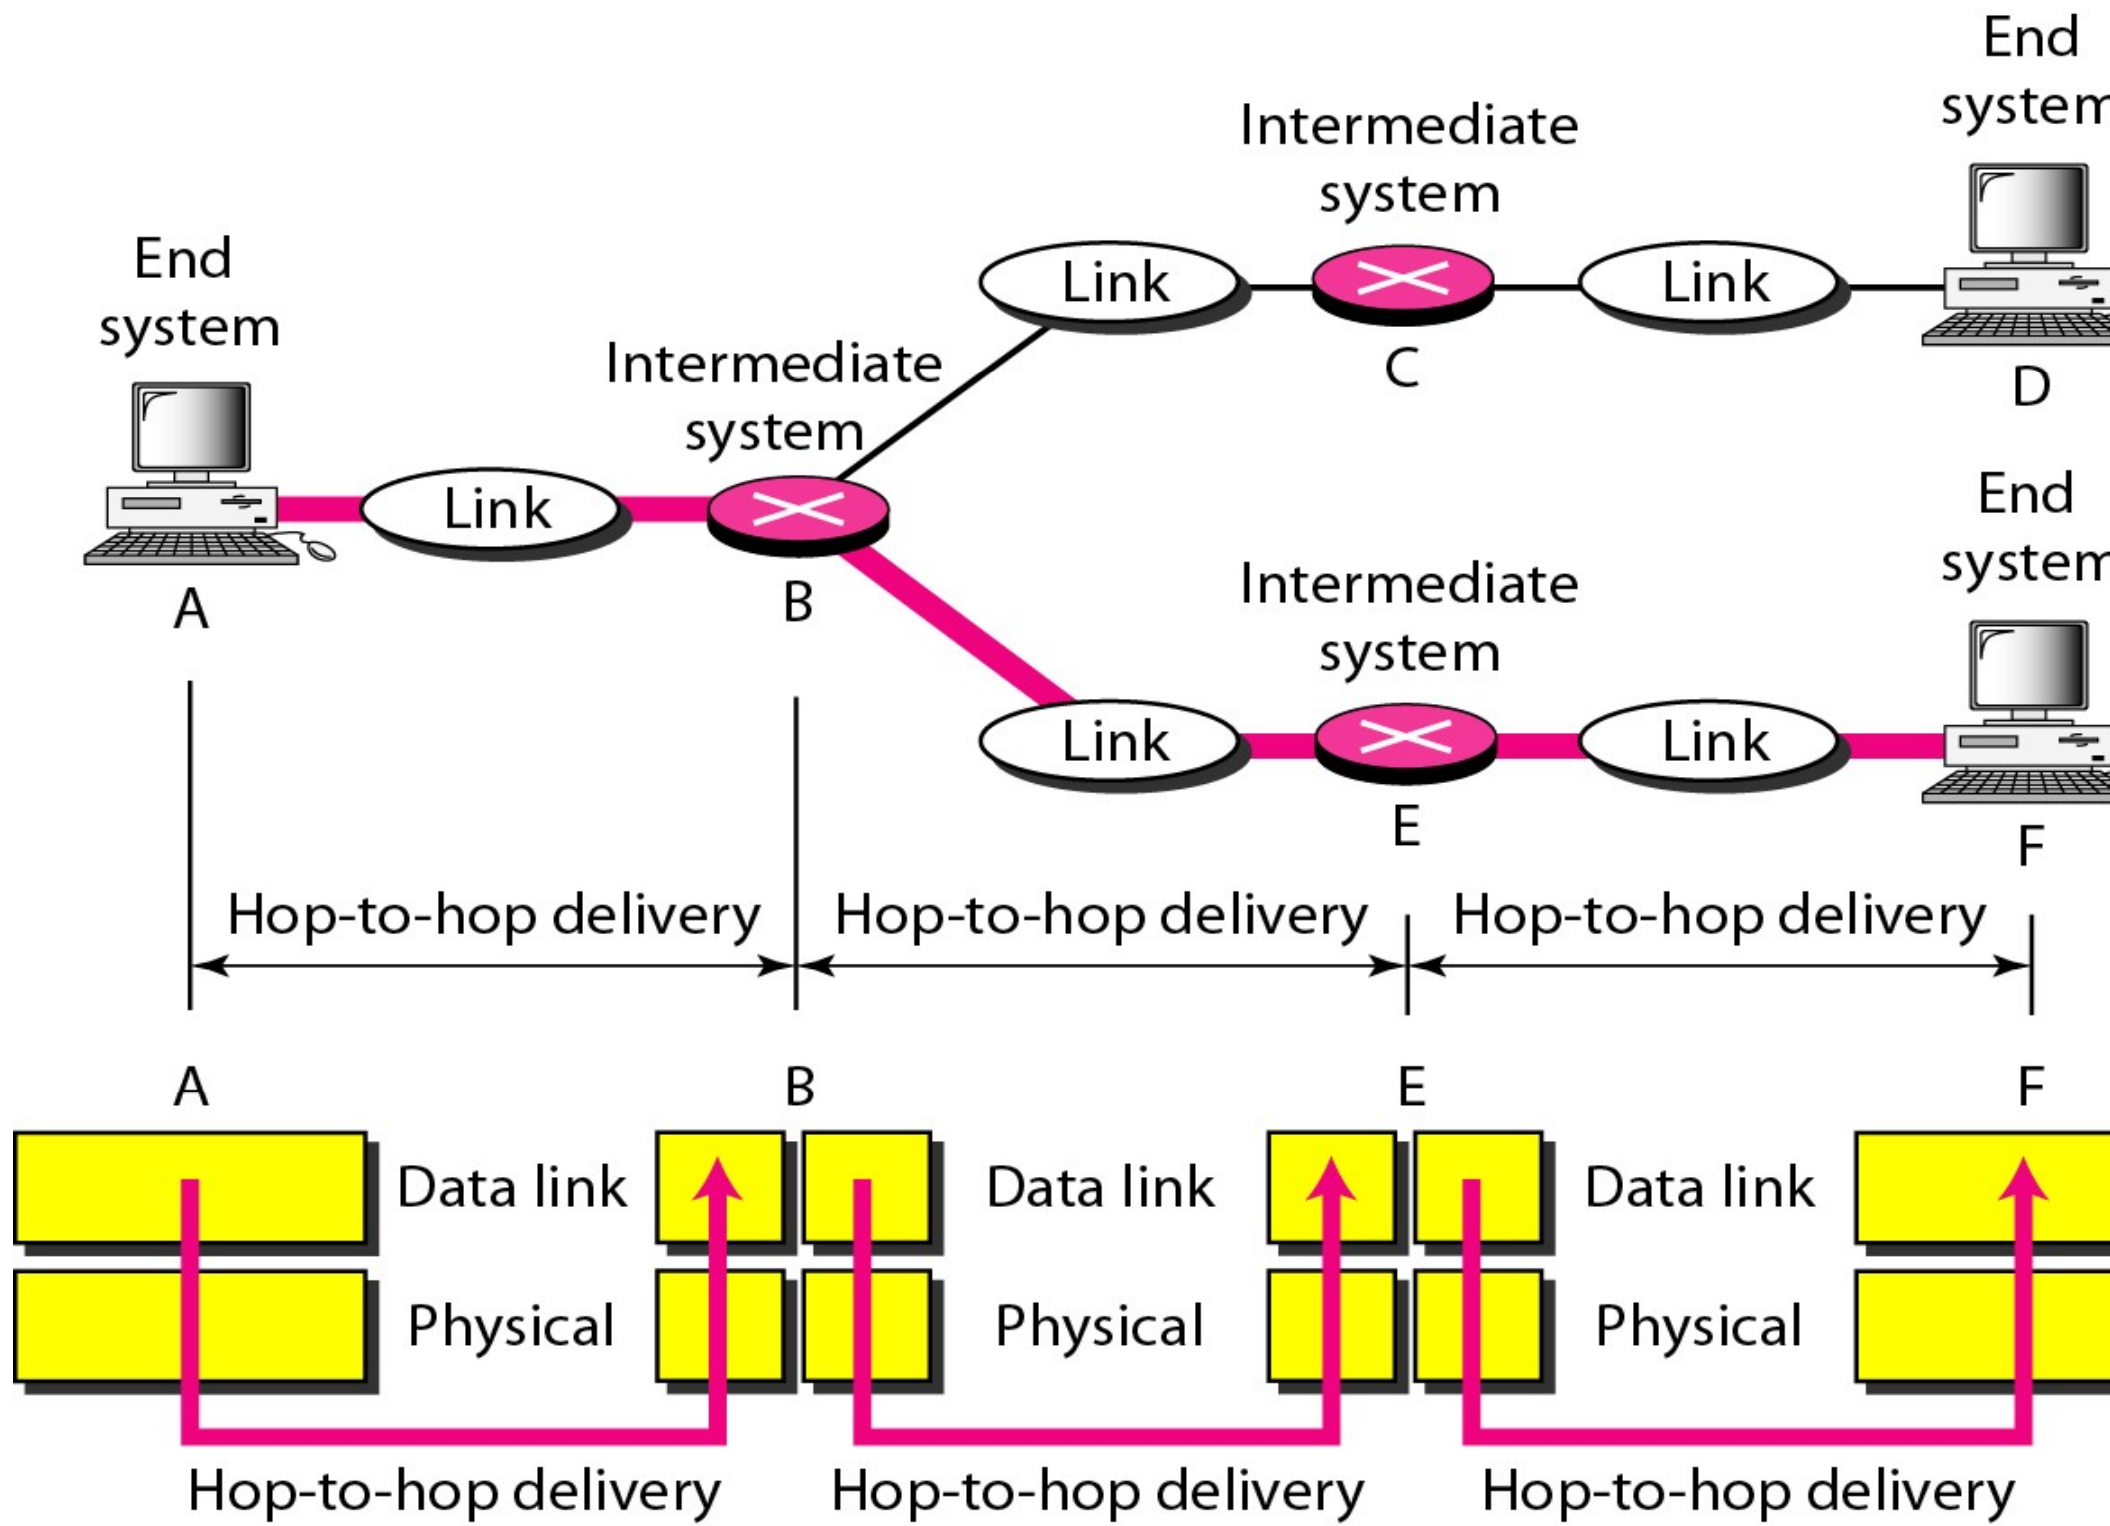 End
system
Intermediate
system
End
system
Link
Link
C
D
Intermediate
system
Link
A
B
End
system
Intermediate
system
Link
Link
E
F
Hop-to-hop delivery
Hop-to-hop delivery
Hop-to-hop delivery
A
B
E
F
Data link
Data link
Data link
Physical
Physical
Physical
Hop-to-hop delivery
Hop-to-hop delivery
Hop-to-hop delivery